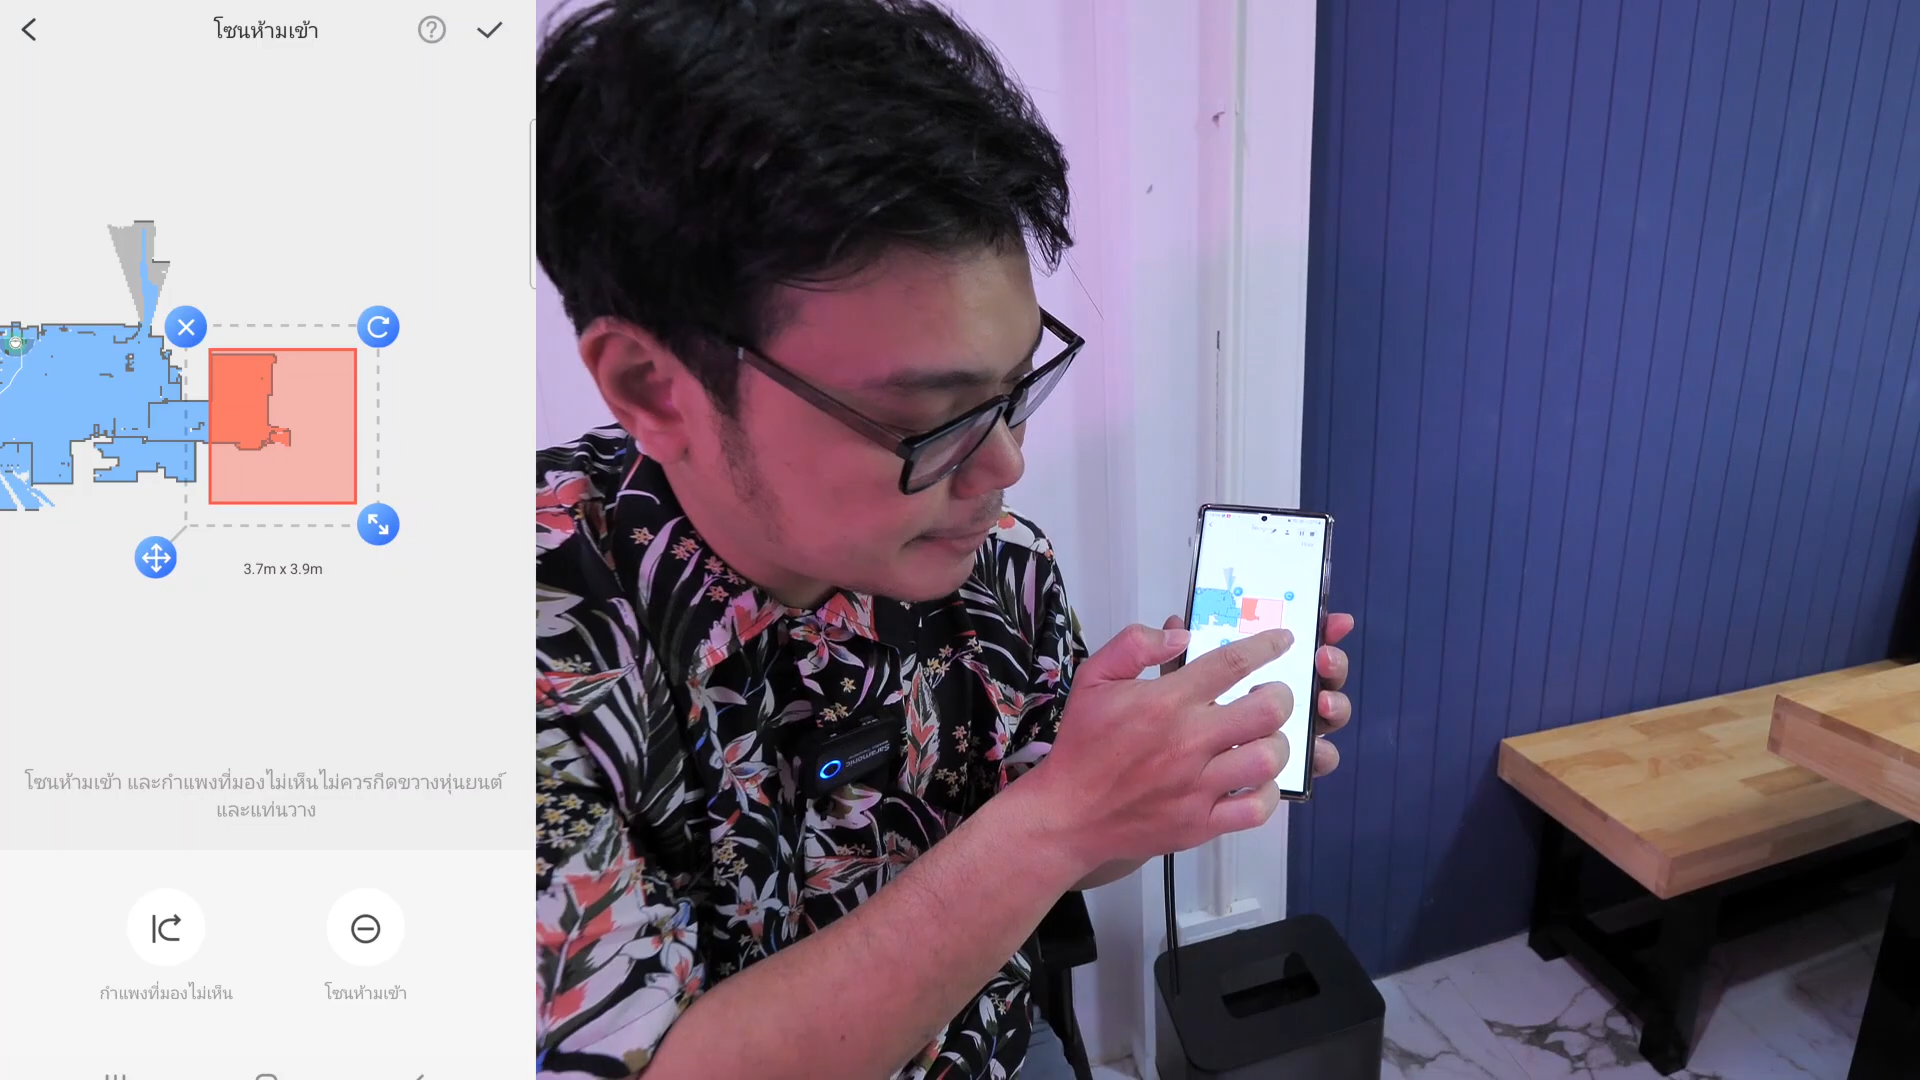 โซนห้ามเข้า
3.7m x 3.9m
โซนห้ามเข้า และกำแพงที่มองไม่เห็นไม่ควรกีดขวางหุ่นยนต์
และแท่นวาง
กำแพงที่มองไม่เห็น
โซนห้ามเข้า
Saramonic